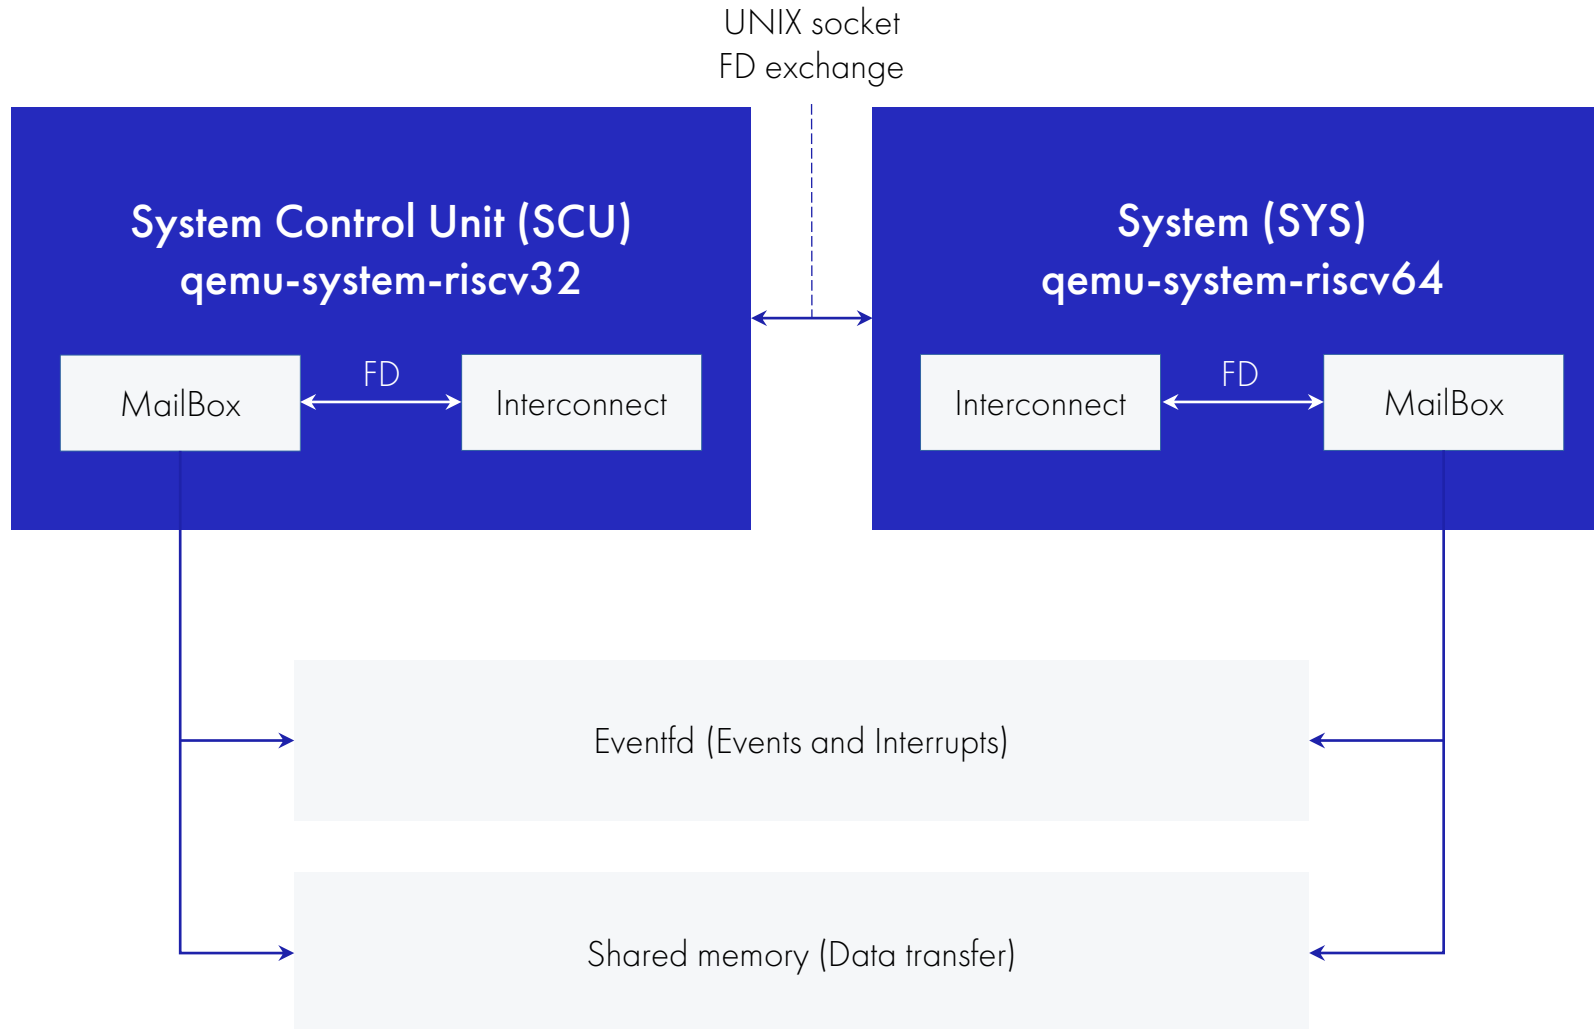 UNIX socket
FD exchange
System Control Unit (SCU)
qemu-system-riscv32
MailBox
FD
Interconnect
System (SYS)
qemu-system-riscv64
Interconnect
FD
MailBox
Eventfd (Events and Interrupts)
Shared memory (Data transfer)